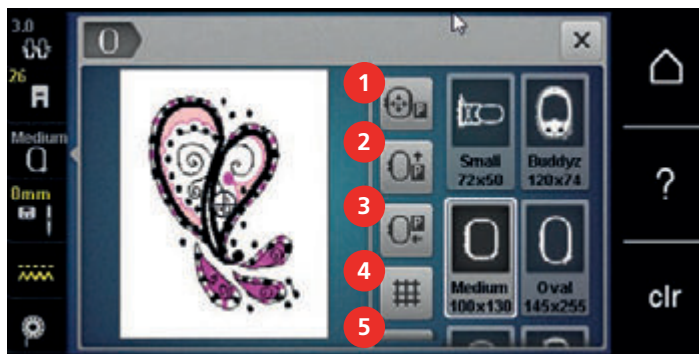 3.0
26
Medium
0mm
1
2
3
4
5
Small
72x50
Buddyz
120x74
Medium
100x130
Oval
145x255
?
clr